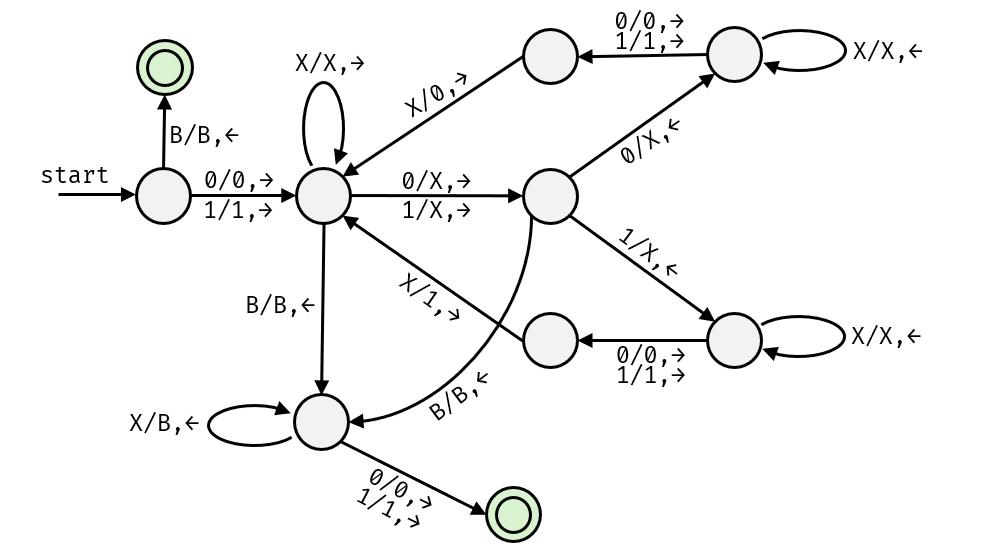 0/0,→
1/1,→
X/X,←
X/X,→
X/0,→
B/B,←
0/X,←
start
0/0,→
1/1,→
0/X,→
1/X,→
1/X,←
X/1,→
B/B,←
X/X,←
0/0,→
1/1,→
B/B,←
X/B,←
0/0,→
1/1,→